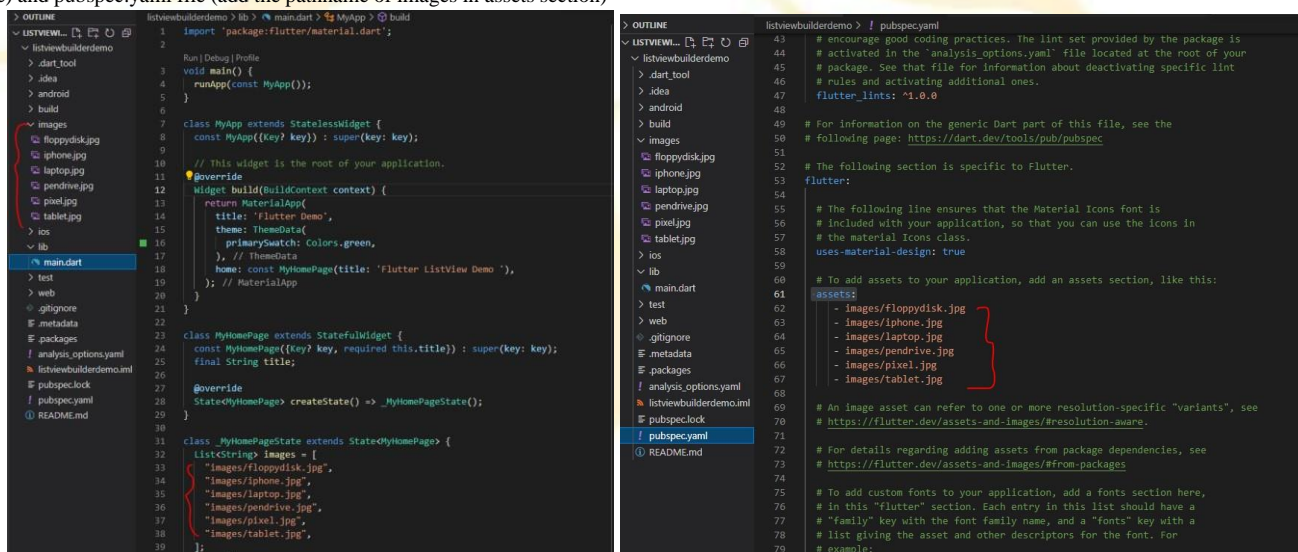 ) and pubspec.yaml file (add the pathname of images in assets section)
OUTLINE
LISTVIEWI...
listviewbuilderdemo
.dart_tool
.idea
android
build
images
floppydisk.jpg
iphone.jpg
laptop.jpg
pendrive.jpg
pixel.jpg
tablet.jpg
ios
lib
main.dart
test
web
.gitignore
.metadata
.packages
analysis_options.yaml
listviewbuilderdemo.iml
pubspec.lock
pubspec.yaml
README.md
listviewbuilderdemo > lib > main.dart > MyApp > build
1 import 'package:flutter/material.dart';
2
Run | Debug | Profile
3 void main() {
4 runApp(const MyApp());
5 }
6
7 class MyApp extends StatelessWidget {
8 const MyApp({Key? key}) : super(key: key);
9
10 // This widget is the root of your application.
11 @override
12 Widget build(BuildContext context) {
13 return MaterialApp(
14 title: 'Flutter Demo',
15 theme: ThemeData(
16 primarySwatch: Colors.green,
17 ), // ThemeData
18 home: const MyHomePage(title: 'Flutter ListView Demo '),
19 ); // MaterialApp
20 }
21 }
22
23 class MyHomePage extends StatefulWidget {
24 const MyHomePage({Key? key, required this.title}) : super(key: key);
25 final String title;
26
27 @override
28 State<MyHomePage> createState() => _MyHomePageState();
29 }
30
31 class _MyHomePageState extends State<MyHomePage> {
32 List<String> images = [
33 "images/floppydisk.jpg",
34 "images/iphone.jpg",
35 "images/laptop.jpg",
36 "images/pendrive.jpg",
37 "images/pixel.jpg",
38 "images/tablet.jpg",
39 ];
OUTLINE
LISTVIEWI...
listviewbuilderdemo
.dart_tool
.idea
android
build
images
floppydisk.jpg
iphone.jpg
laptop.jpg
pendrive.jpg
pixel.jpg
tablet.jpg
ios
lib
main.dart
test
web
.gitignore
.metadata
.packages
analysis_options.yaml
listviewbuilderdemo.iml
pubspec.lock
pubspec.yaml
README.md
listviewbuilderdemo > ! pubspec.yaml
43 # encourage good coding practices. The lint set provided by the package is
44 # activated in the `analysis_options.yaml` file located at the root of your
45 # package. See that file for information about deactivating specific lint
46 # rules and activating additional ones.
47 flutter_lints: ^1.0.0
48
49 # For information on the generic Dart part of this file, see the
50 # following page: https://dart.dev/tools/pub/pubspec
51
52 # The following section is specific to Flutter.
53 flutter:
54
55 # The following line ensures that the Material Icons font is
56 # included with your application, so that you can use the icons in
57 # the material Icons class.
58 uses-material-design: true
59
60 # To add assets to your application, add an assets section, like this:
61 assets:
62 - images/floppydisk.jpg
63 - images/iphone.jpg
64 - images/laptop.jpg
65 - images/pendrive.jpg
66 - images/pixel.jpg
67 - images/tablet.jpg
68
69 # An image asset can refer to one or more resolution-specific "variants", see
70 # https://flutter.dev/assets-and-images/#resolution-aware.
71
72 # For details regarding adding assets from package dependencies, see
73 # https://flutter.dev/assets-and-images/#from-packages
74
75 # To add custom fonts to your application, add a fonts section here,
76 # in this "flutter" section. Each entry in this list should have a
77 # "family" key with the font family name, and a "fonts" key with a
78 # list giving the asset and other descriptors for the font. For
79 # example: